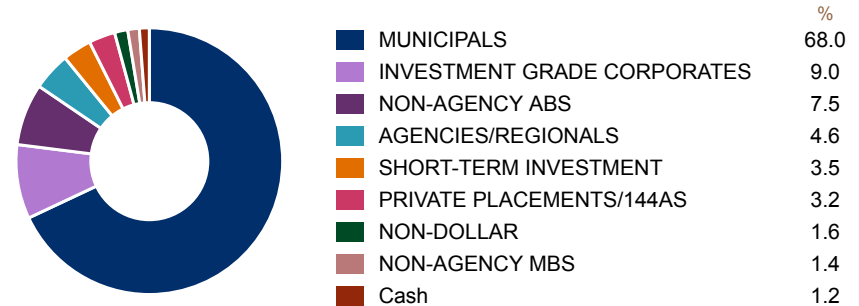 %
MUNICIPALS 68.0
INVESTMENT GRADE CORPORATES 9.0
NON-AGENCY ABS 7.5
AGENCIES/REGIONALS 4.6
SHORT-TERM INVESTMENT 3.5
PRIVATE PLACEMENTS/144AS 3.2
NON-DOLLAR 1.6
NON-AGENCY MBS 1.4
Cash 1.2